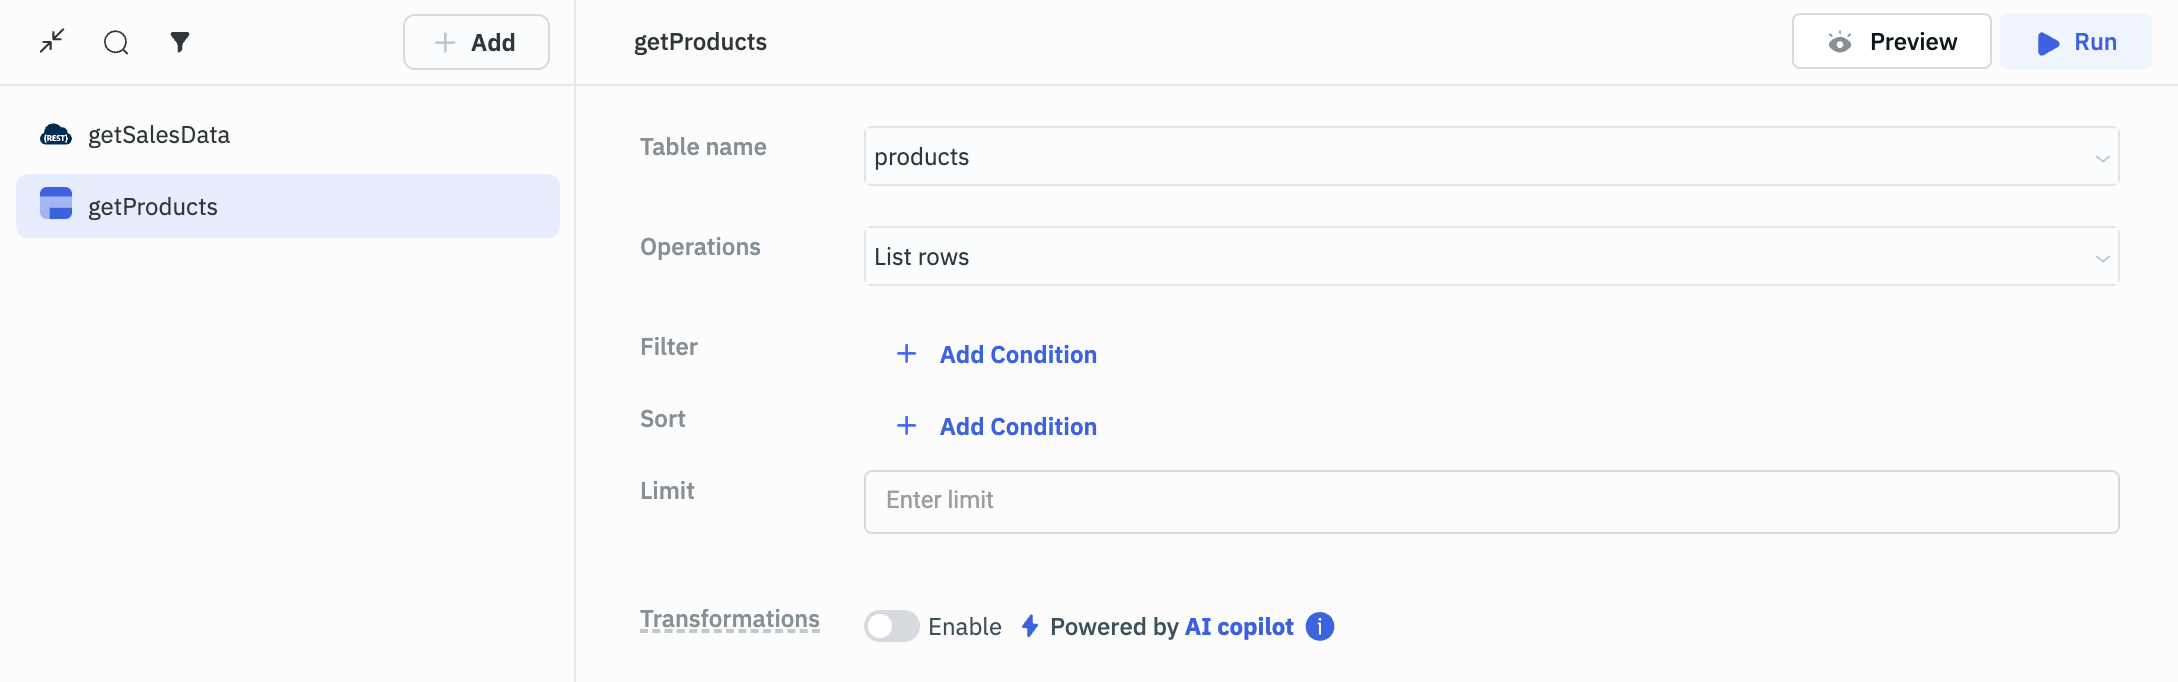 Add
getProducts
Preview
Run
{REST}
getSalesData
getProducts
Table name
products
Operations
List rows
Filter
+ Add Condition
Sort
+ Add Condition
Limit
Enter limit
Transformations
Enable
Powered by AI copilot
i